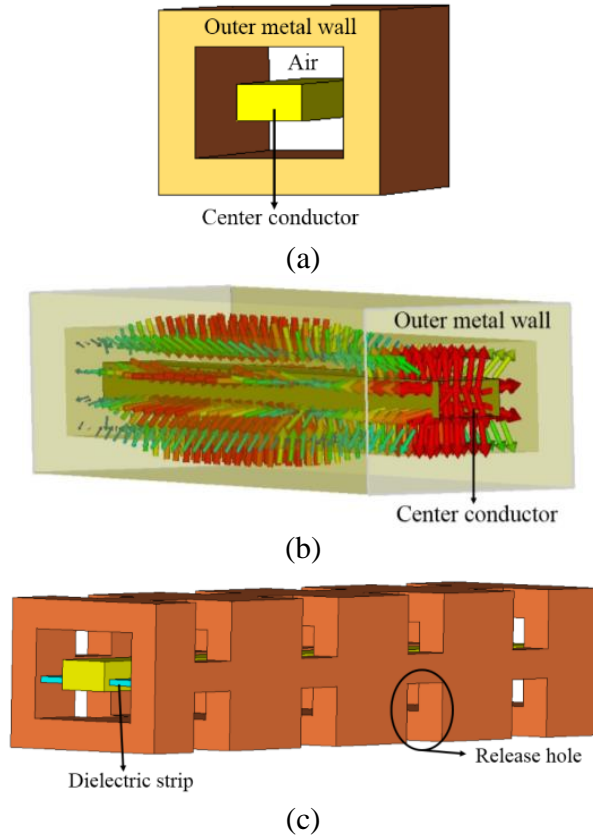 Outer metal wall
Air
Center conductor
(a)
Outer metal wall
Center conductor
(b)
Release hole
Dielectric strip
(c)